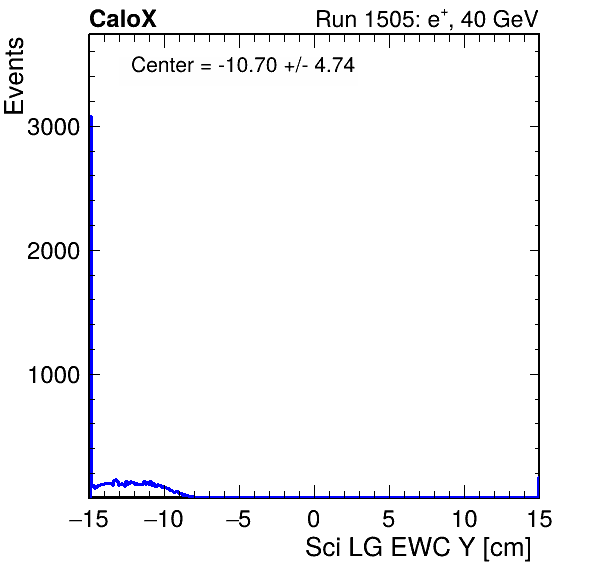 CaloX Run 1505: e⁺, 40 GeV
Center = -10.70 +/- 4.74
Events
3000
2000
1000
−15 −10 −5 0 5 10 15
Sci LG EWC Y [cm]